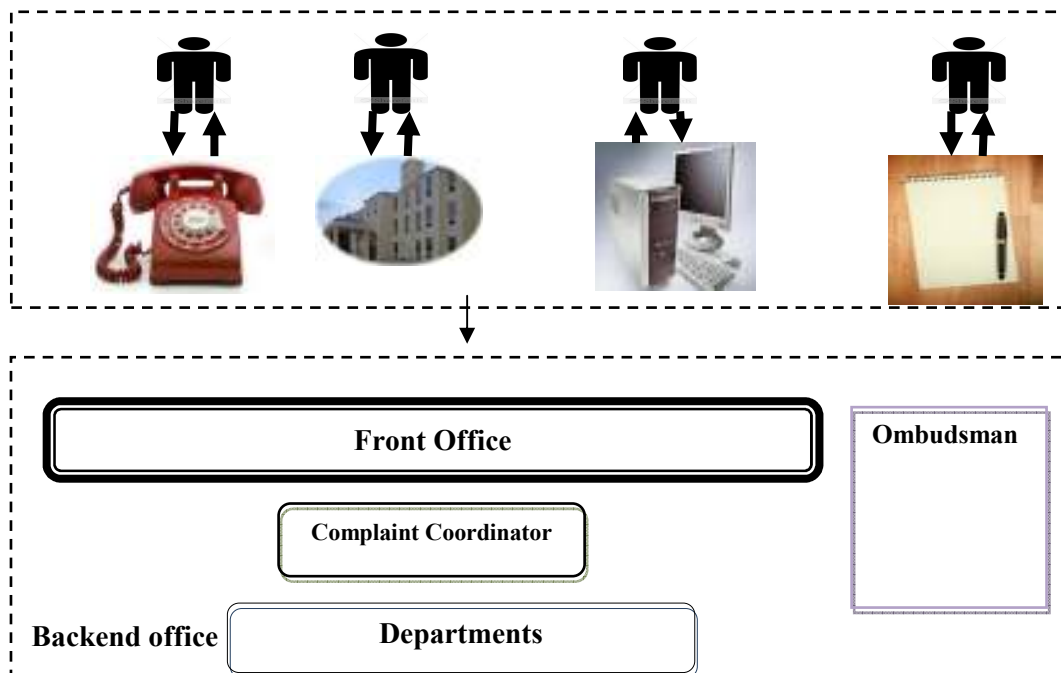 Front Office
Ombudsman
Complaint Coordinator
Backend office
Departments